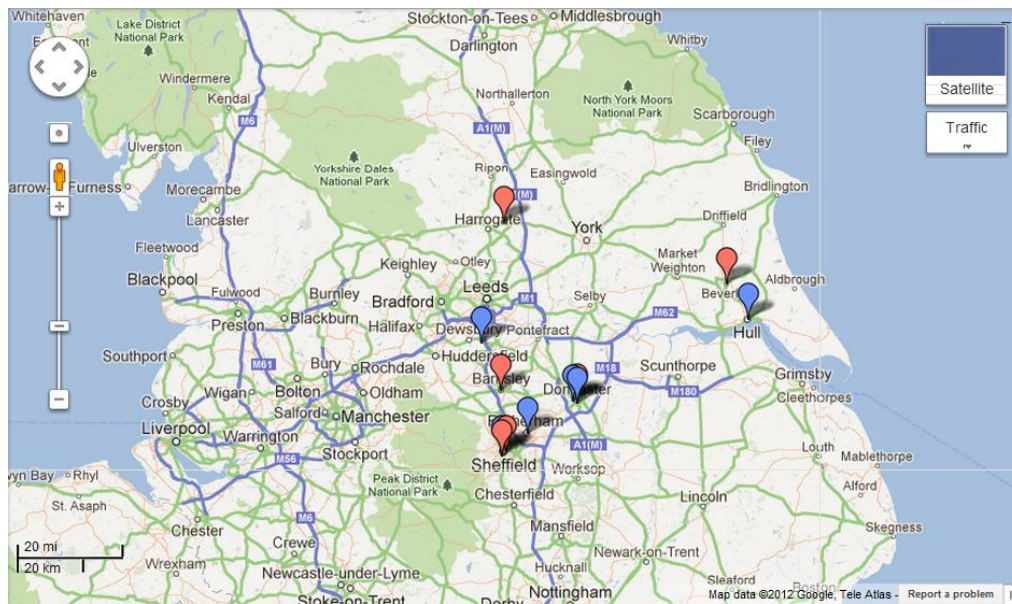 Whitehaven
Lake District
National Park
Stockton-on-Tees
Middlesbrough
Darlington
Whitby
Windermere
Kendal
M6
Northallerton
North York Moors
National Park
Scarborough
Satellite
Traffic
A1(M)
Filey
Ulverston
Yorkshire Dales
National Park
Ripon
Easingwold
Furness
Morecambe
Lancaster
(M)
Bridlington
Harrogate
York
Driffield
Fleetwood
Market
Weighton
Keighley
Otley
Aldbrough
Blackpool
Fulwood
Burnley
Bradford
Leeds
M1
Selby
Preston
Blackburn
Halifax
Dewsbury
Pontefract
M62
Hull
Southport
M61
Bury
Rochdale
Huddersfield
M18
Scunthorpe
Grimsby
Wigan
Bolton
Oldham
M180
Cleethorpes
Crosby
Salford
Manchester
Liverpool
Warrington
Stockport
A1(M)
Louth
Mablethorpe
M56
Sheffield
Worksop
Rhyl
Peak District
National Park
Chesterfield
Lincoln
Alford
St. Asaph
Chester
M6
Mansfield
Skegness
20 mi
20 km
Crewe
Newark-on-Trent
Wrexham
Newcastle-under-Lyme
Hucknall
Sleaford
Stoke-on-Trent
Nottingham
Boston
Map data ©2012 Google, Tele Atlas -
Report a problem